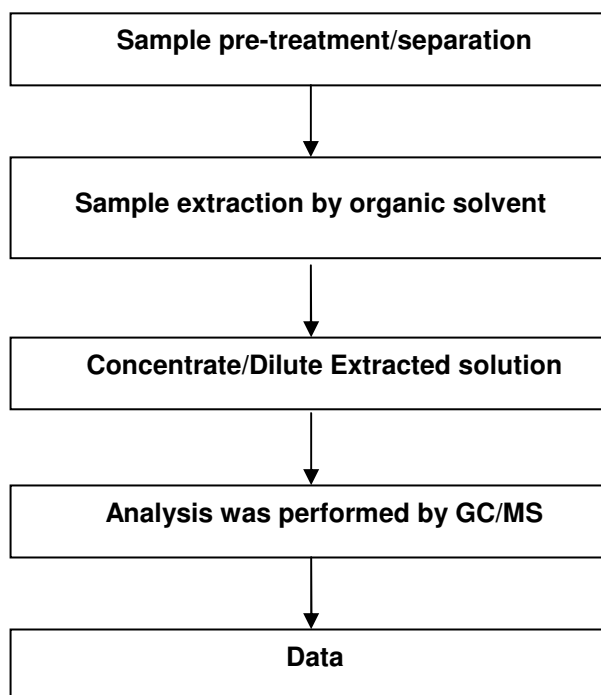 Sample pre-treatment/separation
Sample extraction by organic solvent
Concentrate/Dilute Extracted solution
Analysis was performed by GC/MS
Data